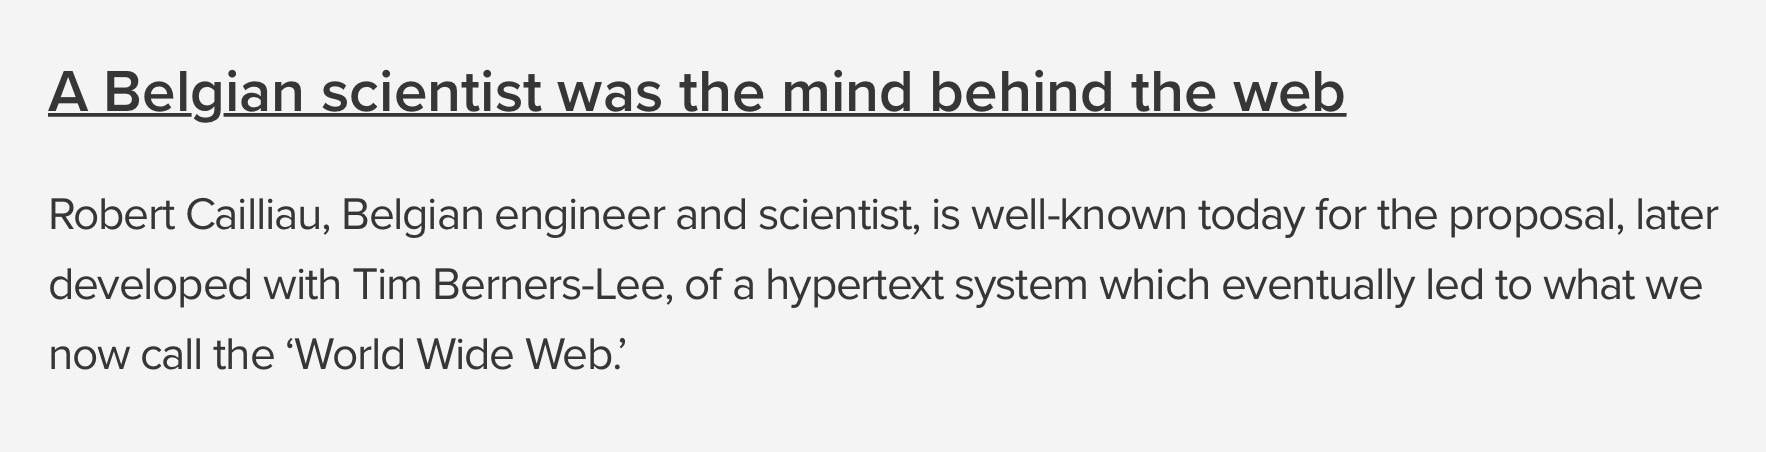 A Belgian scientist was the mind behind the web
Robert Cailliau, Belgian engineer and scientist, is well-known today for the proposal, later
developed with Tim Berners-Lee, of a hypertext system which eventually led to what we
now call the ‘World Wide Web.’